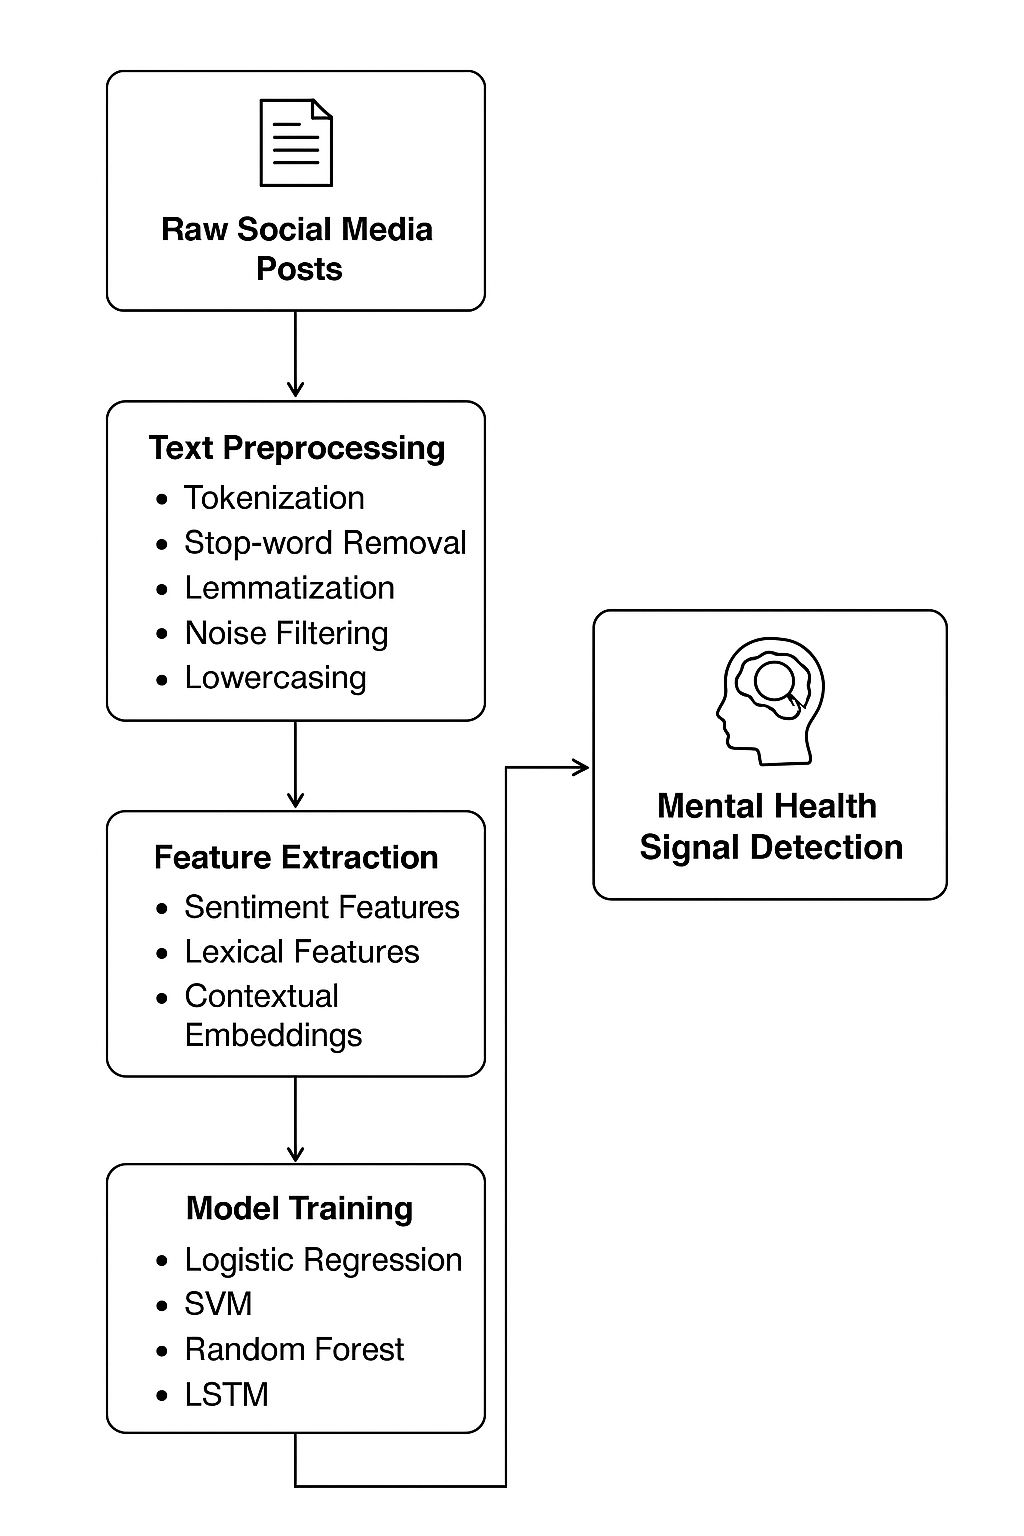 Raw Social Media
Posts
Text Preprocessing
• Tokenization
• Stop-word Removal
• Lemmatization
• Noise Filtering
• Lowercasing
Feature Extraction
• Sentiment Features
• Lexical Features
• Contextual
Embeddings
Model Training
• Logistic Regression
• SVM
• Random Forest
• LSTM
Mental Health
Signal Detection